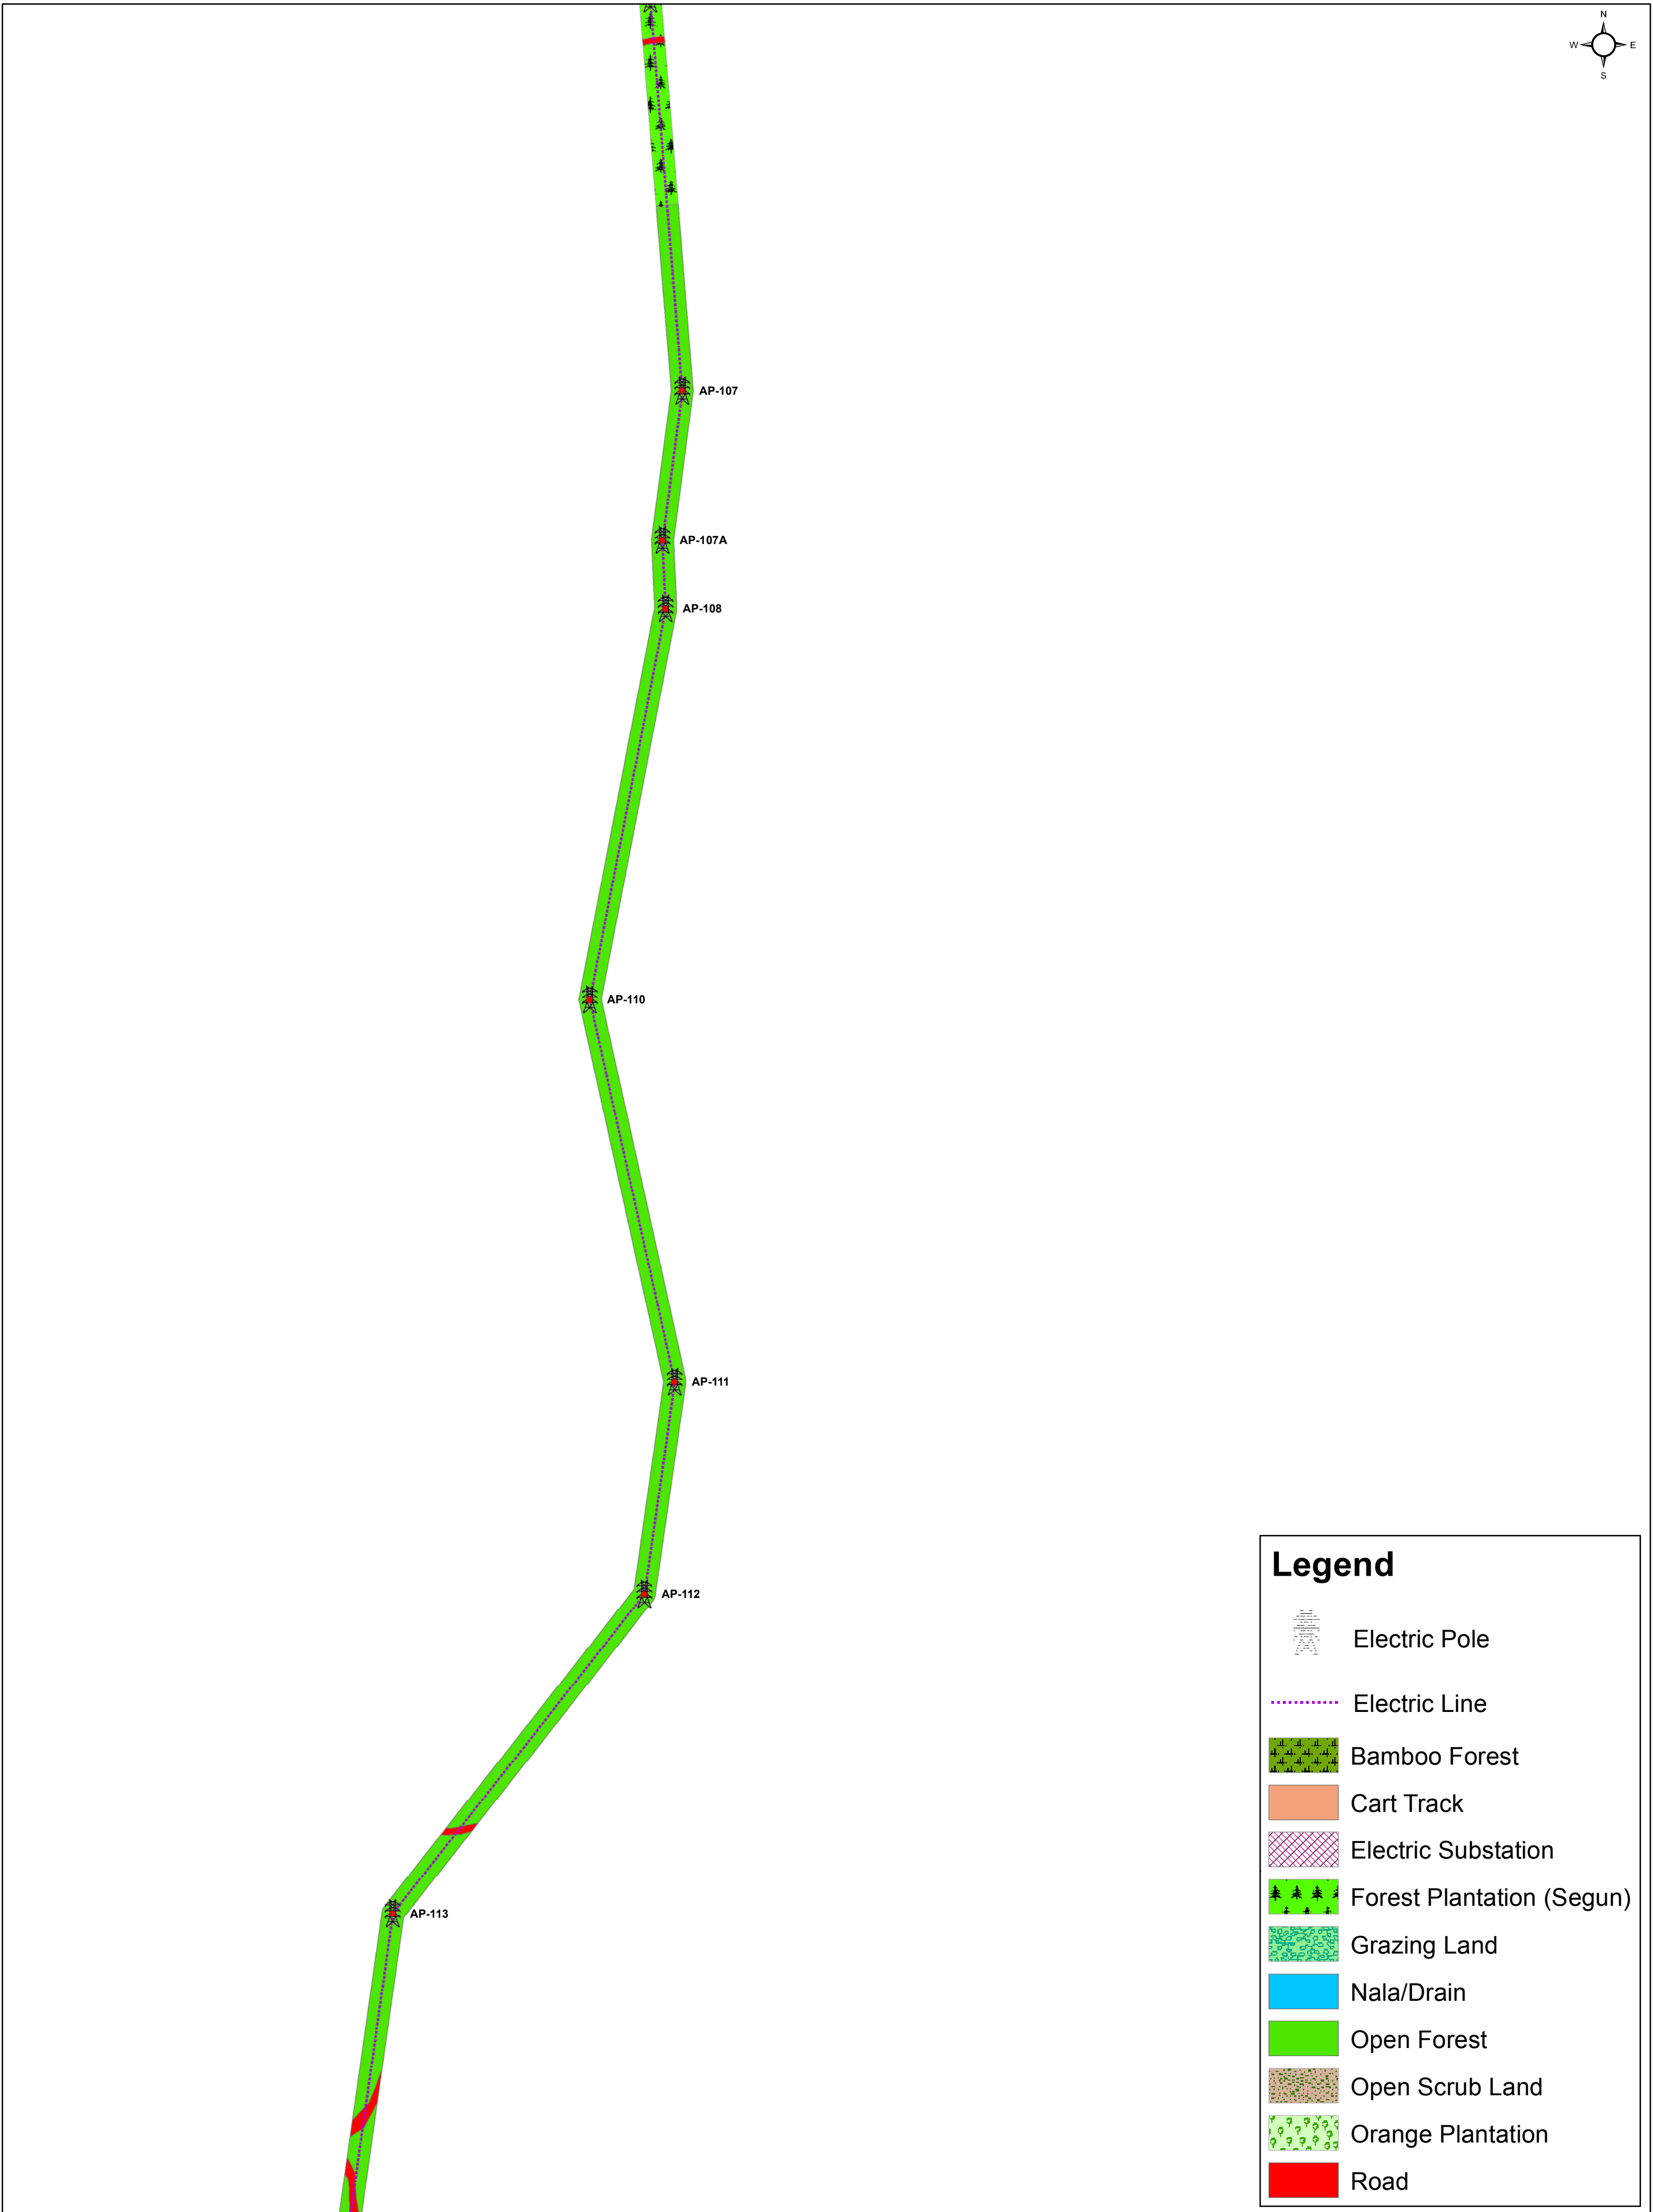 N
W E
S
AP-107
AP-107A
AP-108
AP-110
AP-111
AP-112
AP-113
Legend
Electric Pole
Electric Line
Bamboo Forest
Cart Track
Electric Substation
Forest Plantation (Segun)
Grazing Land
Nala/Drain
Open Forest
Open Scrub Land
Orange Plantation
Road